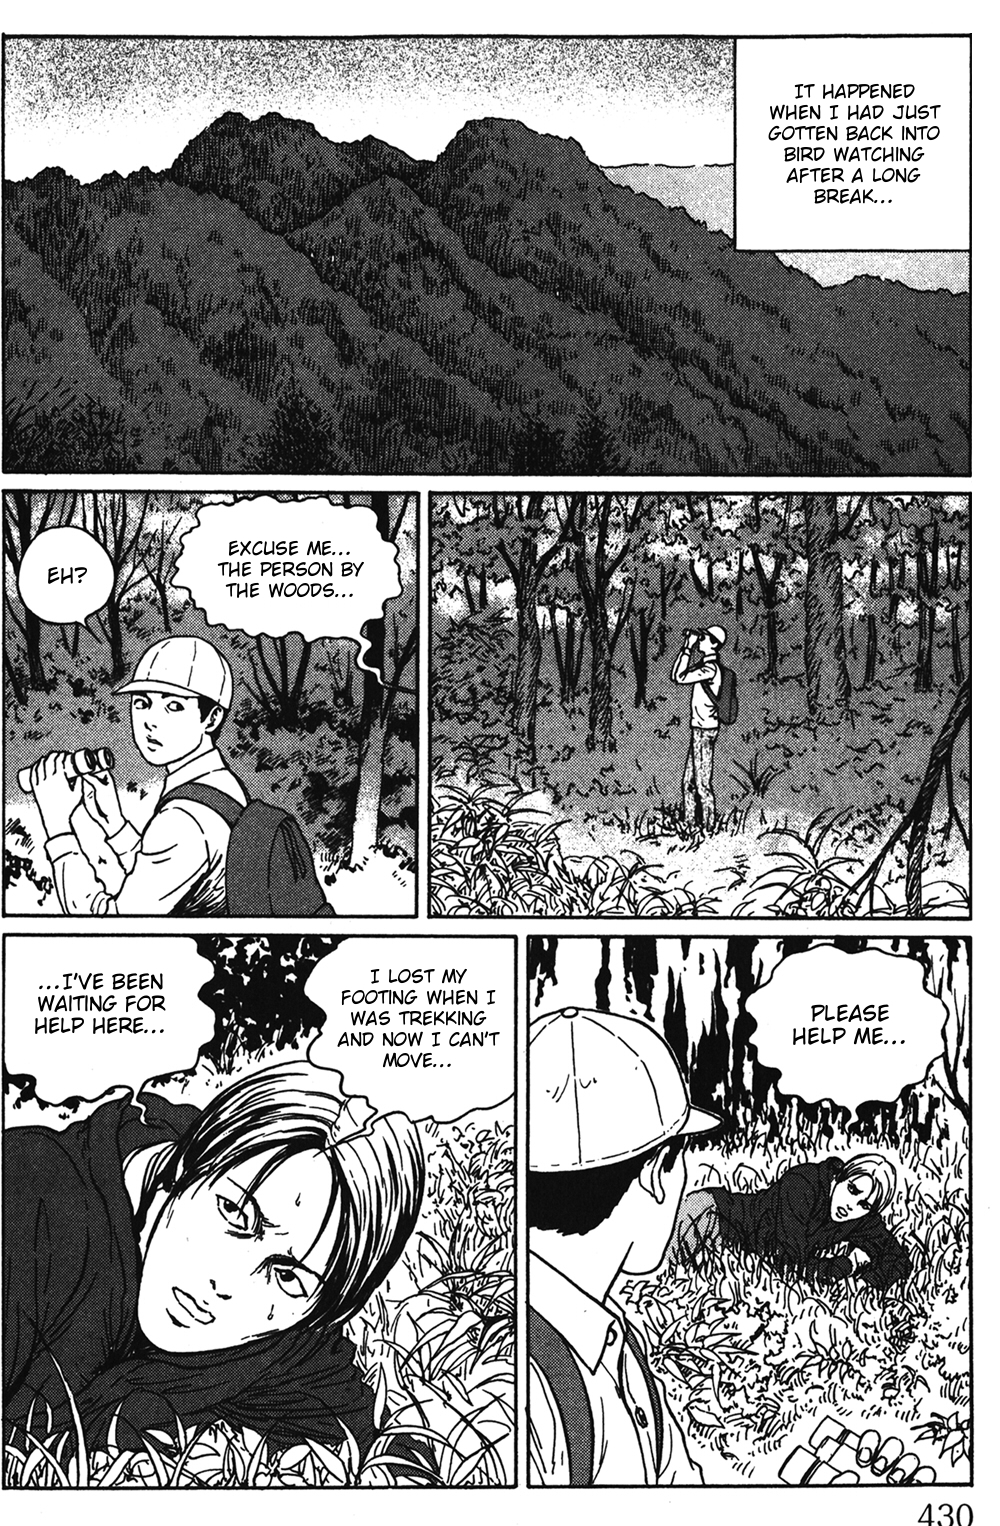 IT HAPPENED
WHEN I HAD JUST
GOTTEN BACK INTO
BIRD WATCHING
AFTER A LONG
BREAK...
EXCUSE ME...
THE PERSON BY
THE WOODS...
EH?
PLEASE
HELP ME...
I LOST MY
FOOTING WHEN I
WAS TREKKING
AND NOW I CAN'T
MOVE...
...I'VE BEEN
WAITING FOR
HELP HERE...
430